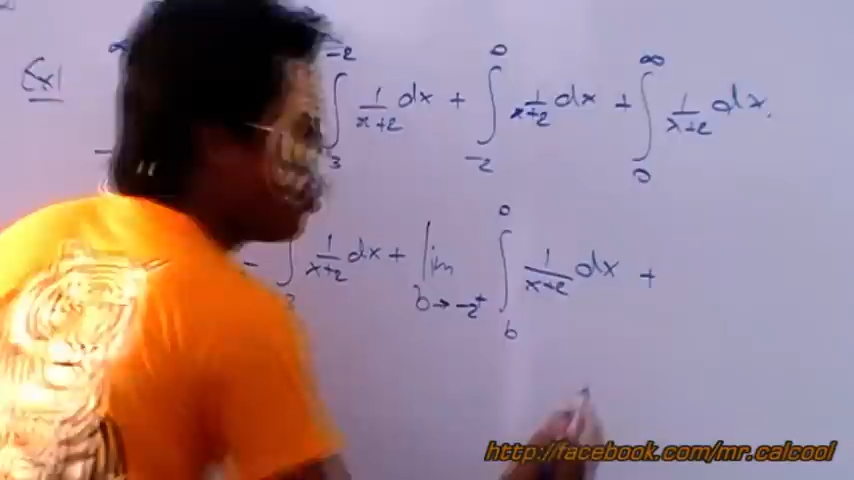 Ex1 ∞ -2 ∫ 3 1/(x+2) dx + ∫ 0 -2 1/(x+2) dx + ∫ ∞ 0 1/(x+2) dx.
∫ 3 1/(x+2) dx + lim b→-2⁺ ∫ 0 b 1/(x+2) dx +
http://facebook.com/mr.calcool